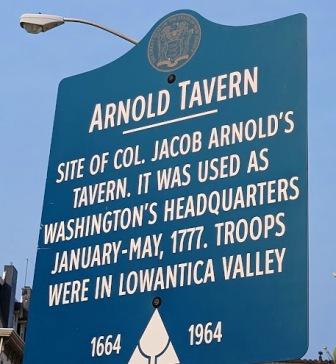 ARNOLD TAVERN
SITE OF COL. JACOB ARNOLD'S
TAVERN. IT WAS USED AS
WASHINGTON'S HEADQUARTERS
JANUARY-MAY, 1777. TROOPS
WERE IN LOWANTICA VALLEY
1664 1964